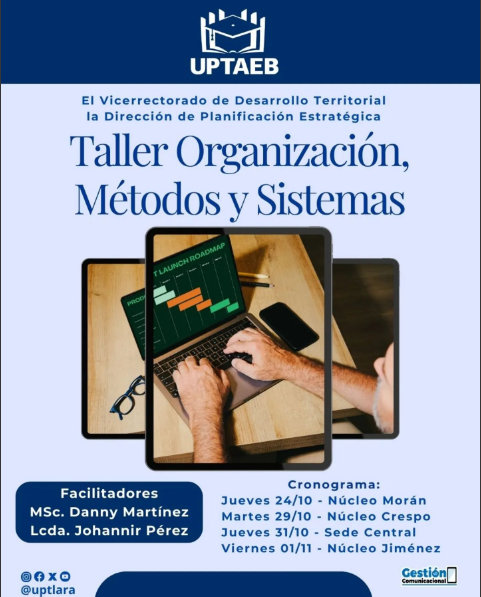 UPTAEB
El Vicerrectorado de Desarrollo Territorial
la Dirección de Planificación Estratégica
Taller Organización,
Métodos y Sistemas
T LAUNCH ROADMAP
PROD
Facilitadores
MSc. Danny Martínez
Lcda. Johannir Pérez
Cronograma:
Jueves 24/10 - Núcleo Morán
Martes 29/10 - Núcleo Crespo
Jueves 31/10 - Sede Central
Viernes 01/11 - Núcleo Jiménez
@uptlara
Gestión
Comunicacional